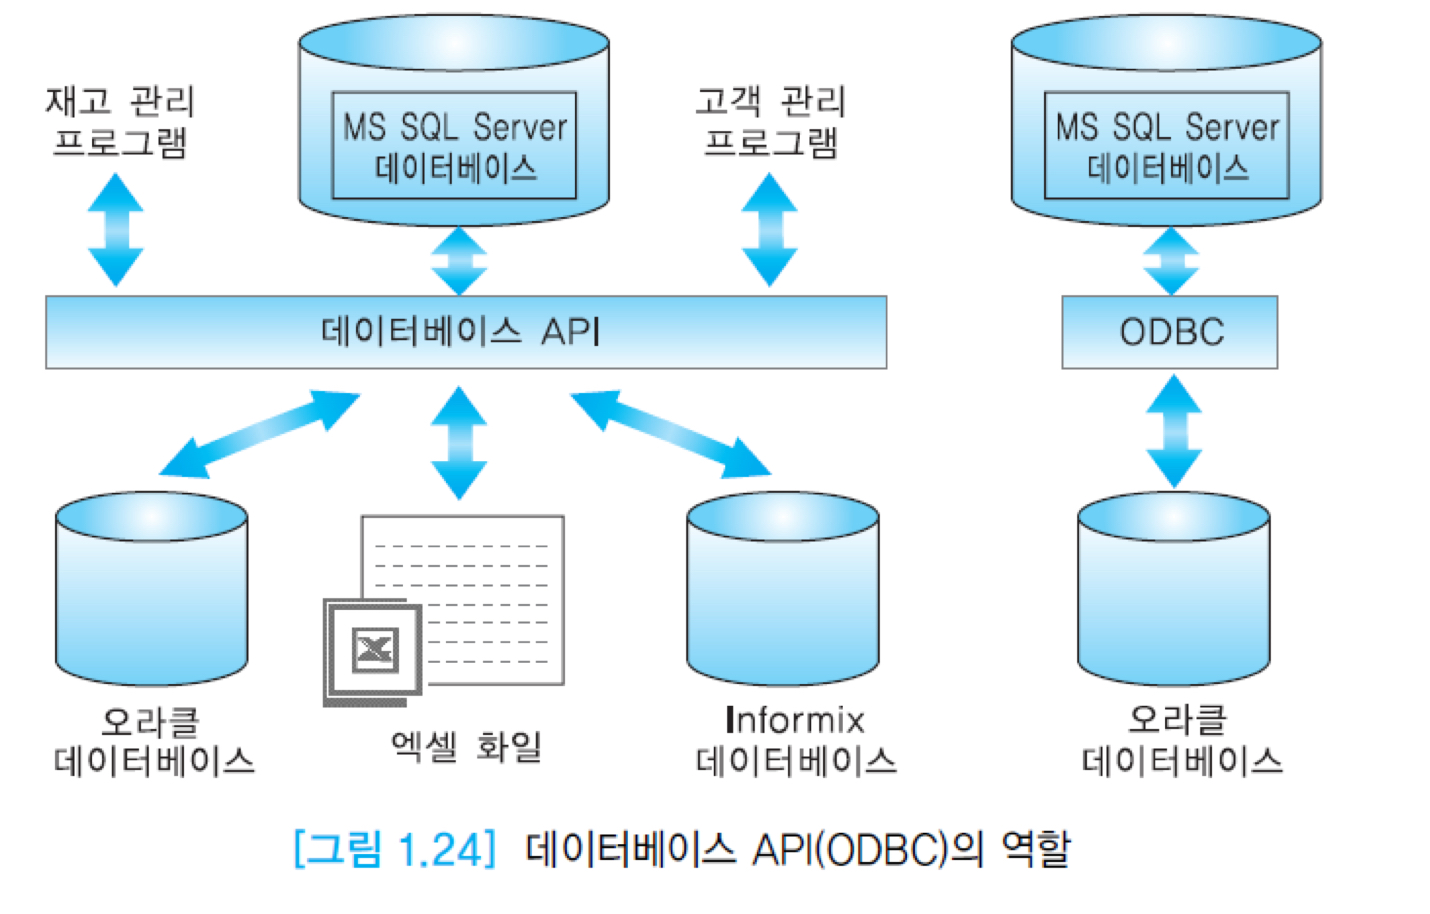 재고 관리
프로그램
MS SQL Server
데이터베이스
고객 관리
프로그램
MS SQL Server
데이터베이스
데이터베이스 API
ODBC
오라클
데이터베이스
엑셀 화일
Informix
데이터베이스
오라클
데이터베이스
[그림 1.24] 데이터베이스 API(ODBC)의 역할